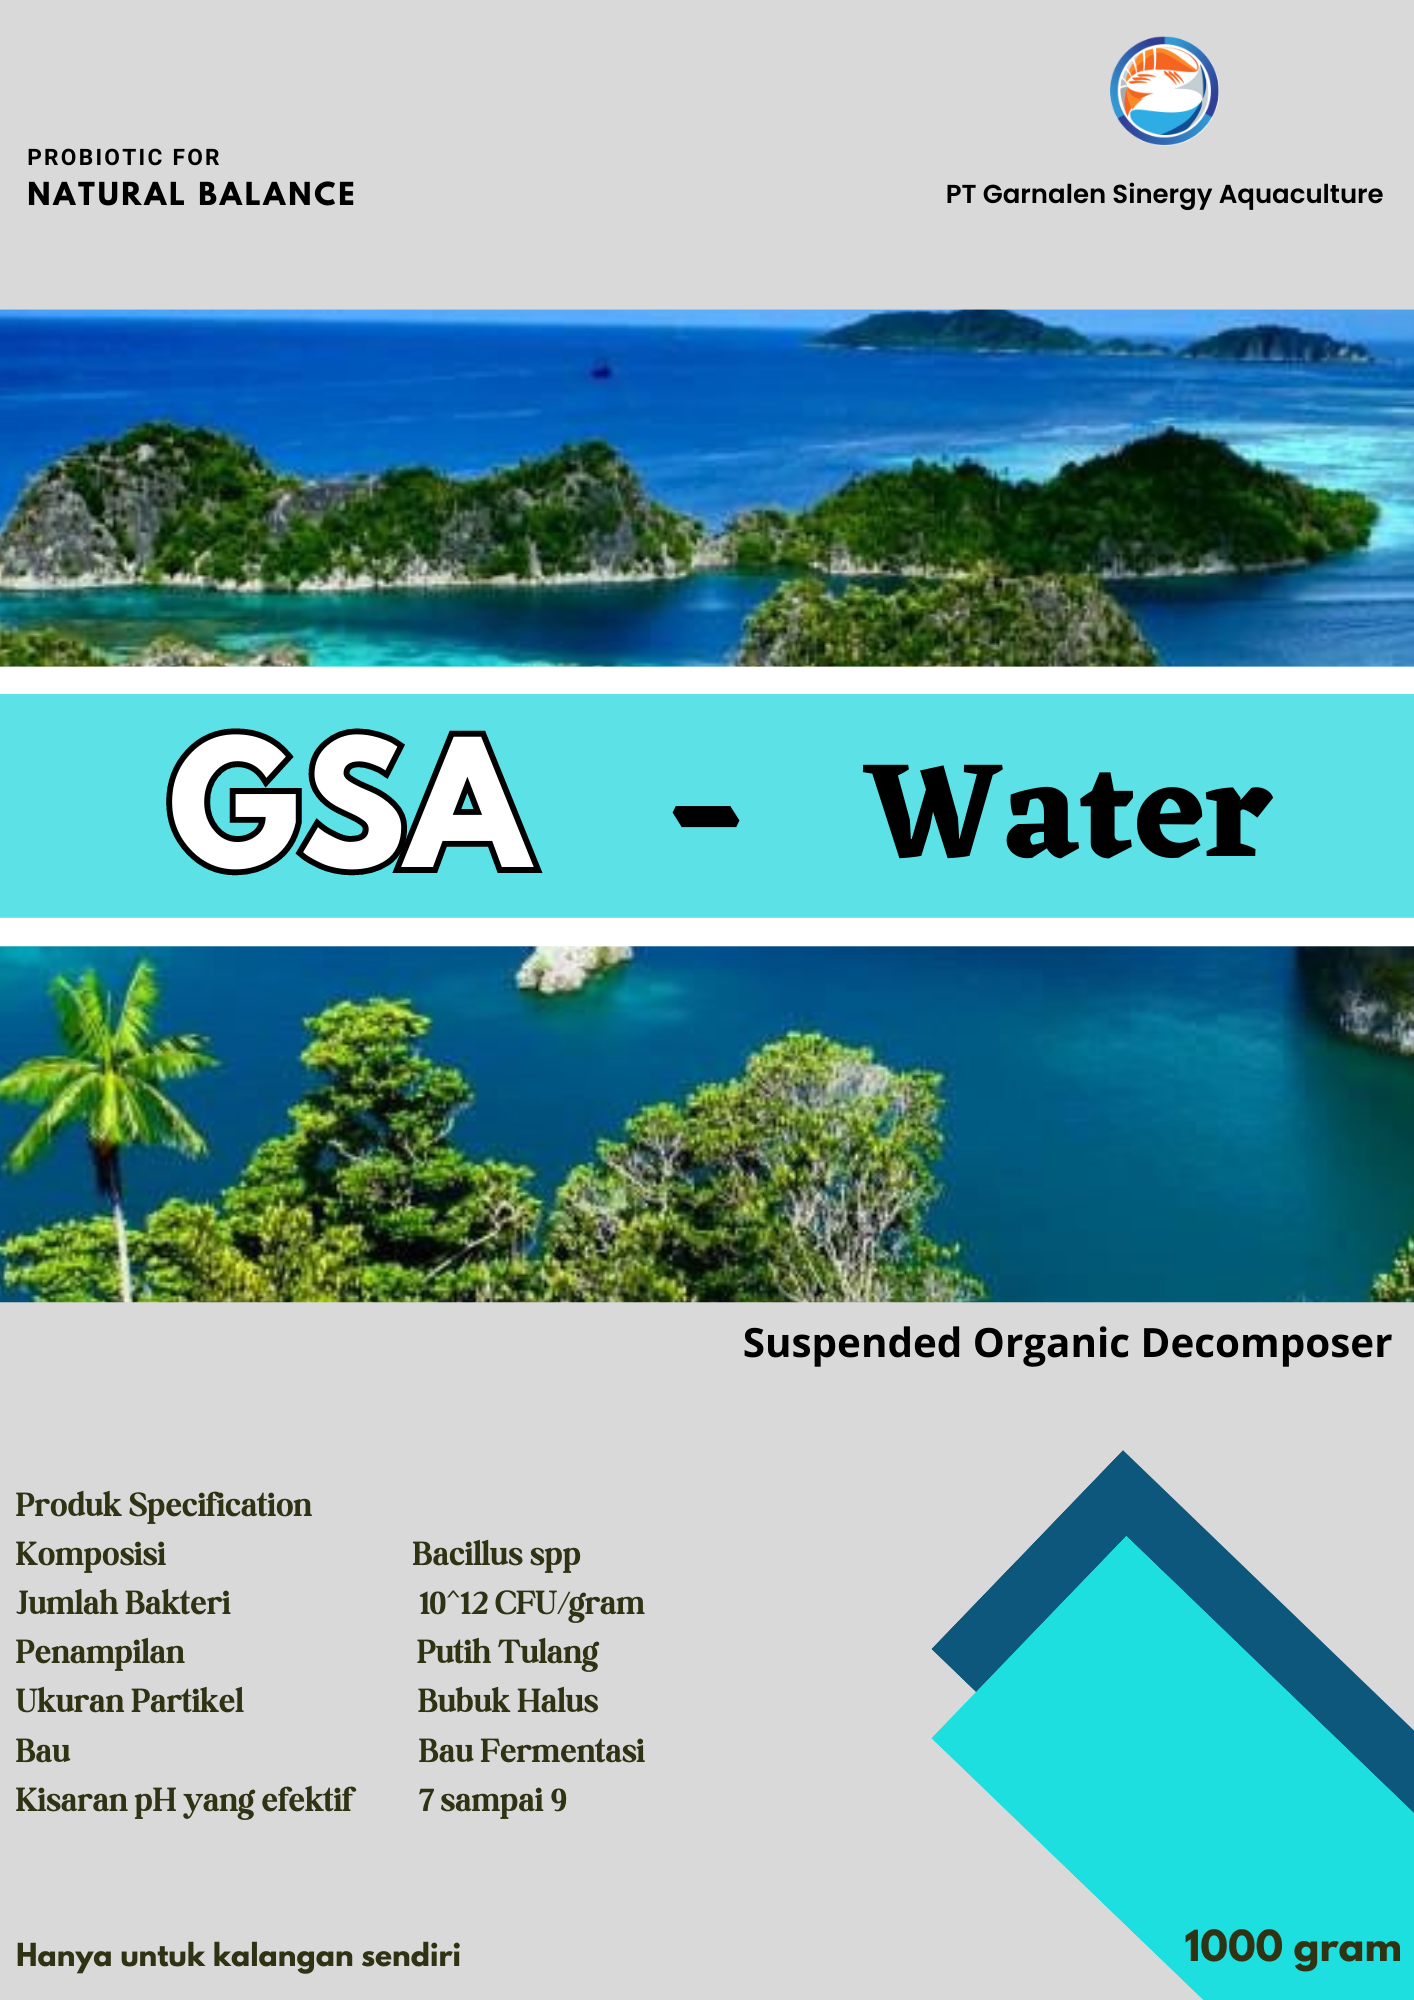 PROBIOTIC FOR
NATURAL BALANCE
PT Garnalen Sinergy Aquaculture
GSA - Water
Suspended Organic Decomposer
Produk Specification
Komposisi Bacillus spp
Jumlah Bakteri 10^12 CFU/gram
Penampilan Putih Tulang
Ukuran Partikel Bubuk Halus
Bau Bau Fermentasi
Kisaran pH yang efektif 7 sampai 9
Hanya untuk kalangan sendiri
1000 gram